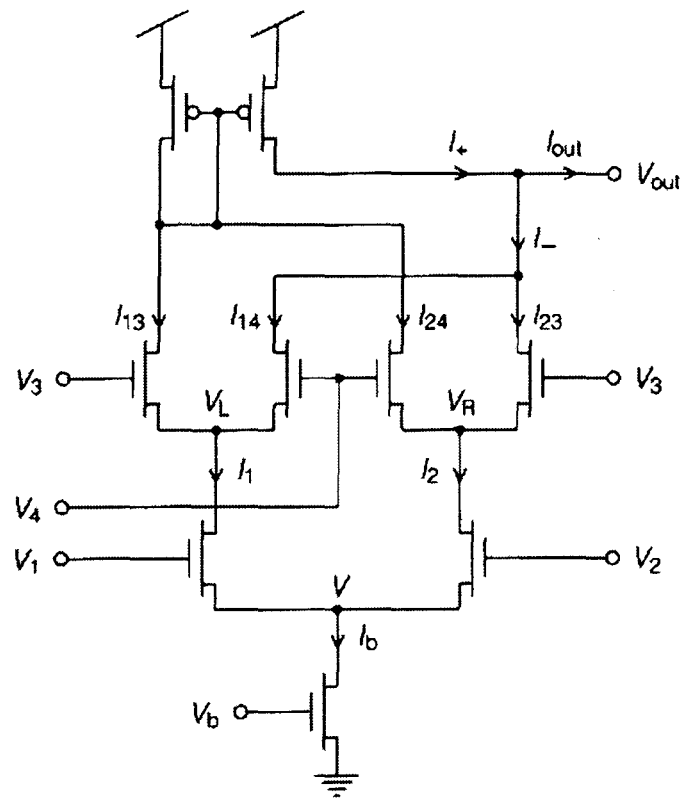 I+ Iout
Vout
I−
I13 I14 I24 I23
V3 V3
VL VR
I1 I2
V4
V1 V2
V
Ib
Vb